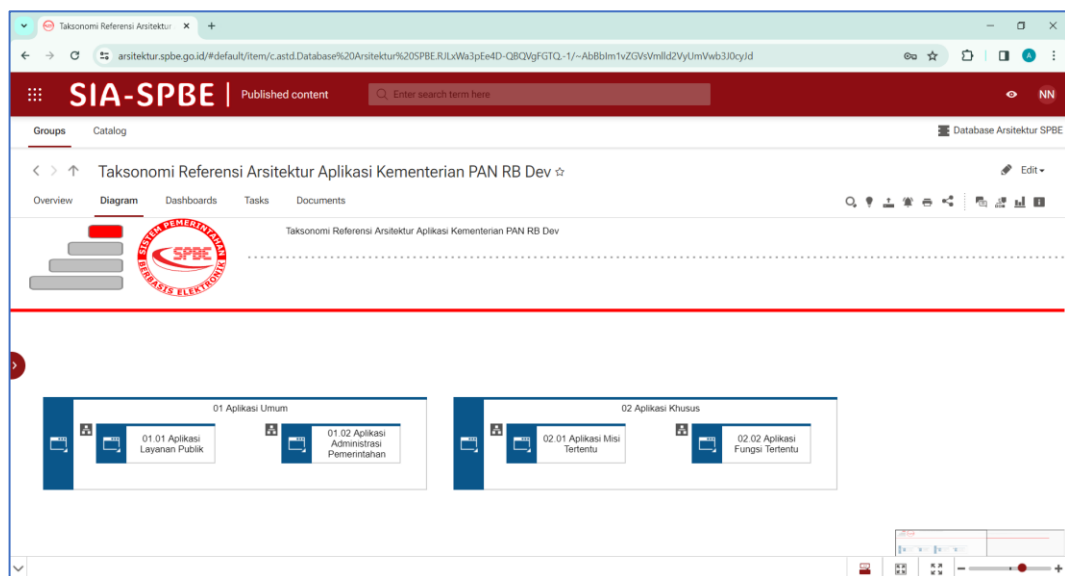 Taksonomi Referensi Arsitektur
arsitektur.spbe.go.id/#default/item/c.astd.Database%20Arsitektur%20SPBE.RJLxWa3pEe4D-QBQVgFGTQ.-1/~AbBbIm1vZGVsVmlld2VyUmVwb3J0cyJd
A
SIA-SPBE
Published content
Enter search term here
NN
Groups
Catalog
Database Arsitektur SPBE
Taksonomi Referensi Arsitektur Aplikasi Kementerian PAN RB Dev
Edit
Overview
Diagram
Dashboards
Tasks
Documents
SISTEM PEMERINTAHAN
SPBE
BERBASIS ELEKTRONIK
Taksonomi Referensi Arsitektur Aplikasi Kementerian PAN RB Dev
01 Aplikasi Umum
01.01 Aplikasi
Layanan Publik
01.02 Aplikasi
Administrasi
Pemerintahan
02 Aplikasi Khusus
02.01 Aplikasi Misi
Tertentu
02.02 Aplikasi
Fungsi Tertentu